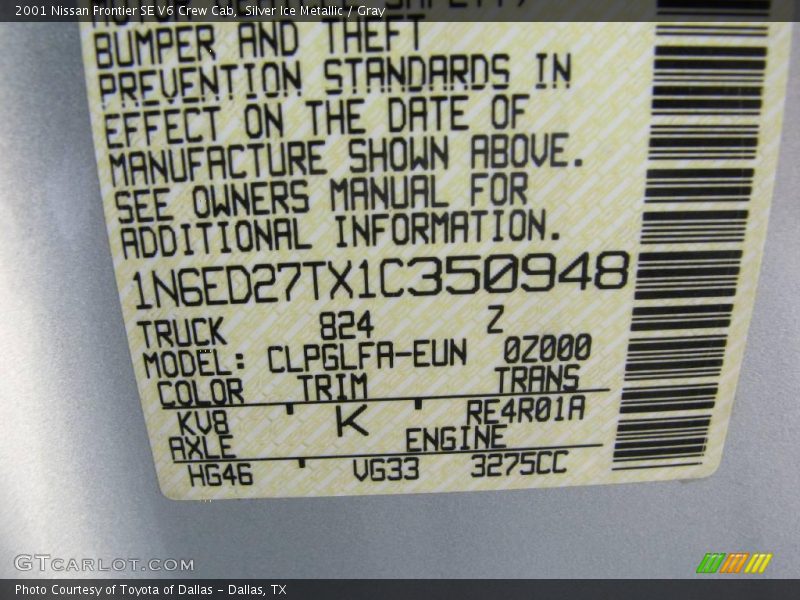 2001 Nissan Frontier SE V6 Crew Cab, Silver Ice Metallic / Gray
BUMPER AND THEFT
PREVENTION STANDARDS IN
EFFECT ON THE DATE OF
MANUFACTURE SHOWN ABOVE.
SEE OWNERS MANUAL FOR
ADDITIONAL INFORMATION.
1N6ED27TX1C350948
TRUCK 824 Z
MODEL: CLPGLFA-EUN 0Z000
COLOR TRIM TRANS
KV8 K RE4R01A
AXLE ENGINE
HG46 VG33 3275CC
GTCARLOT.COM
Photo Courtesy of Toyota of Dallas - Dallas, TX